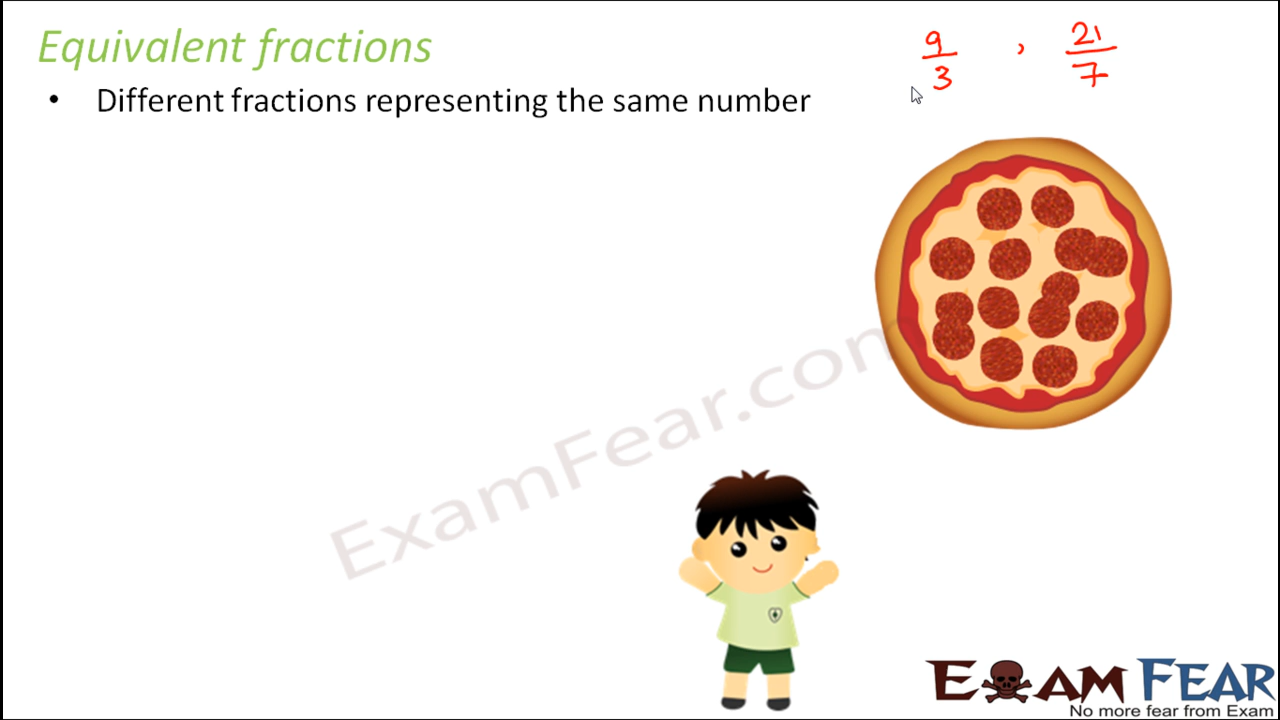 Equivalent fractions
• Different fractions representing the same number
9/3 , 21/7
ExamFear.com
EXAM FEAR
No more fear from Exam